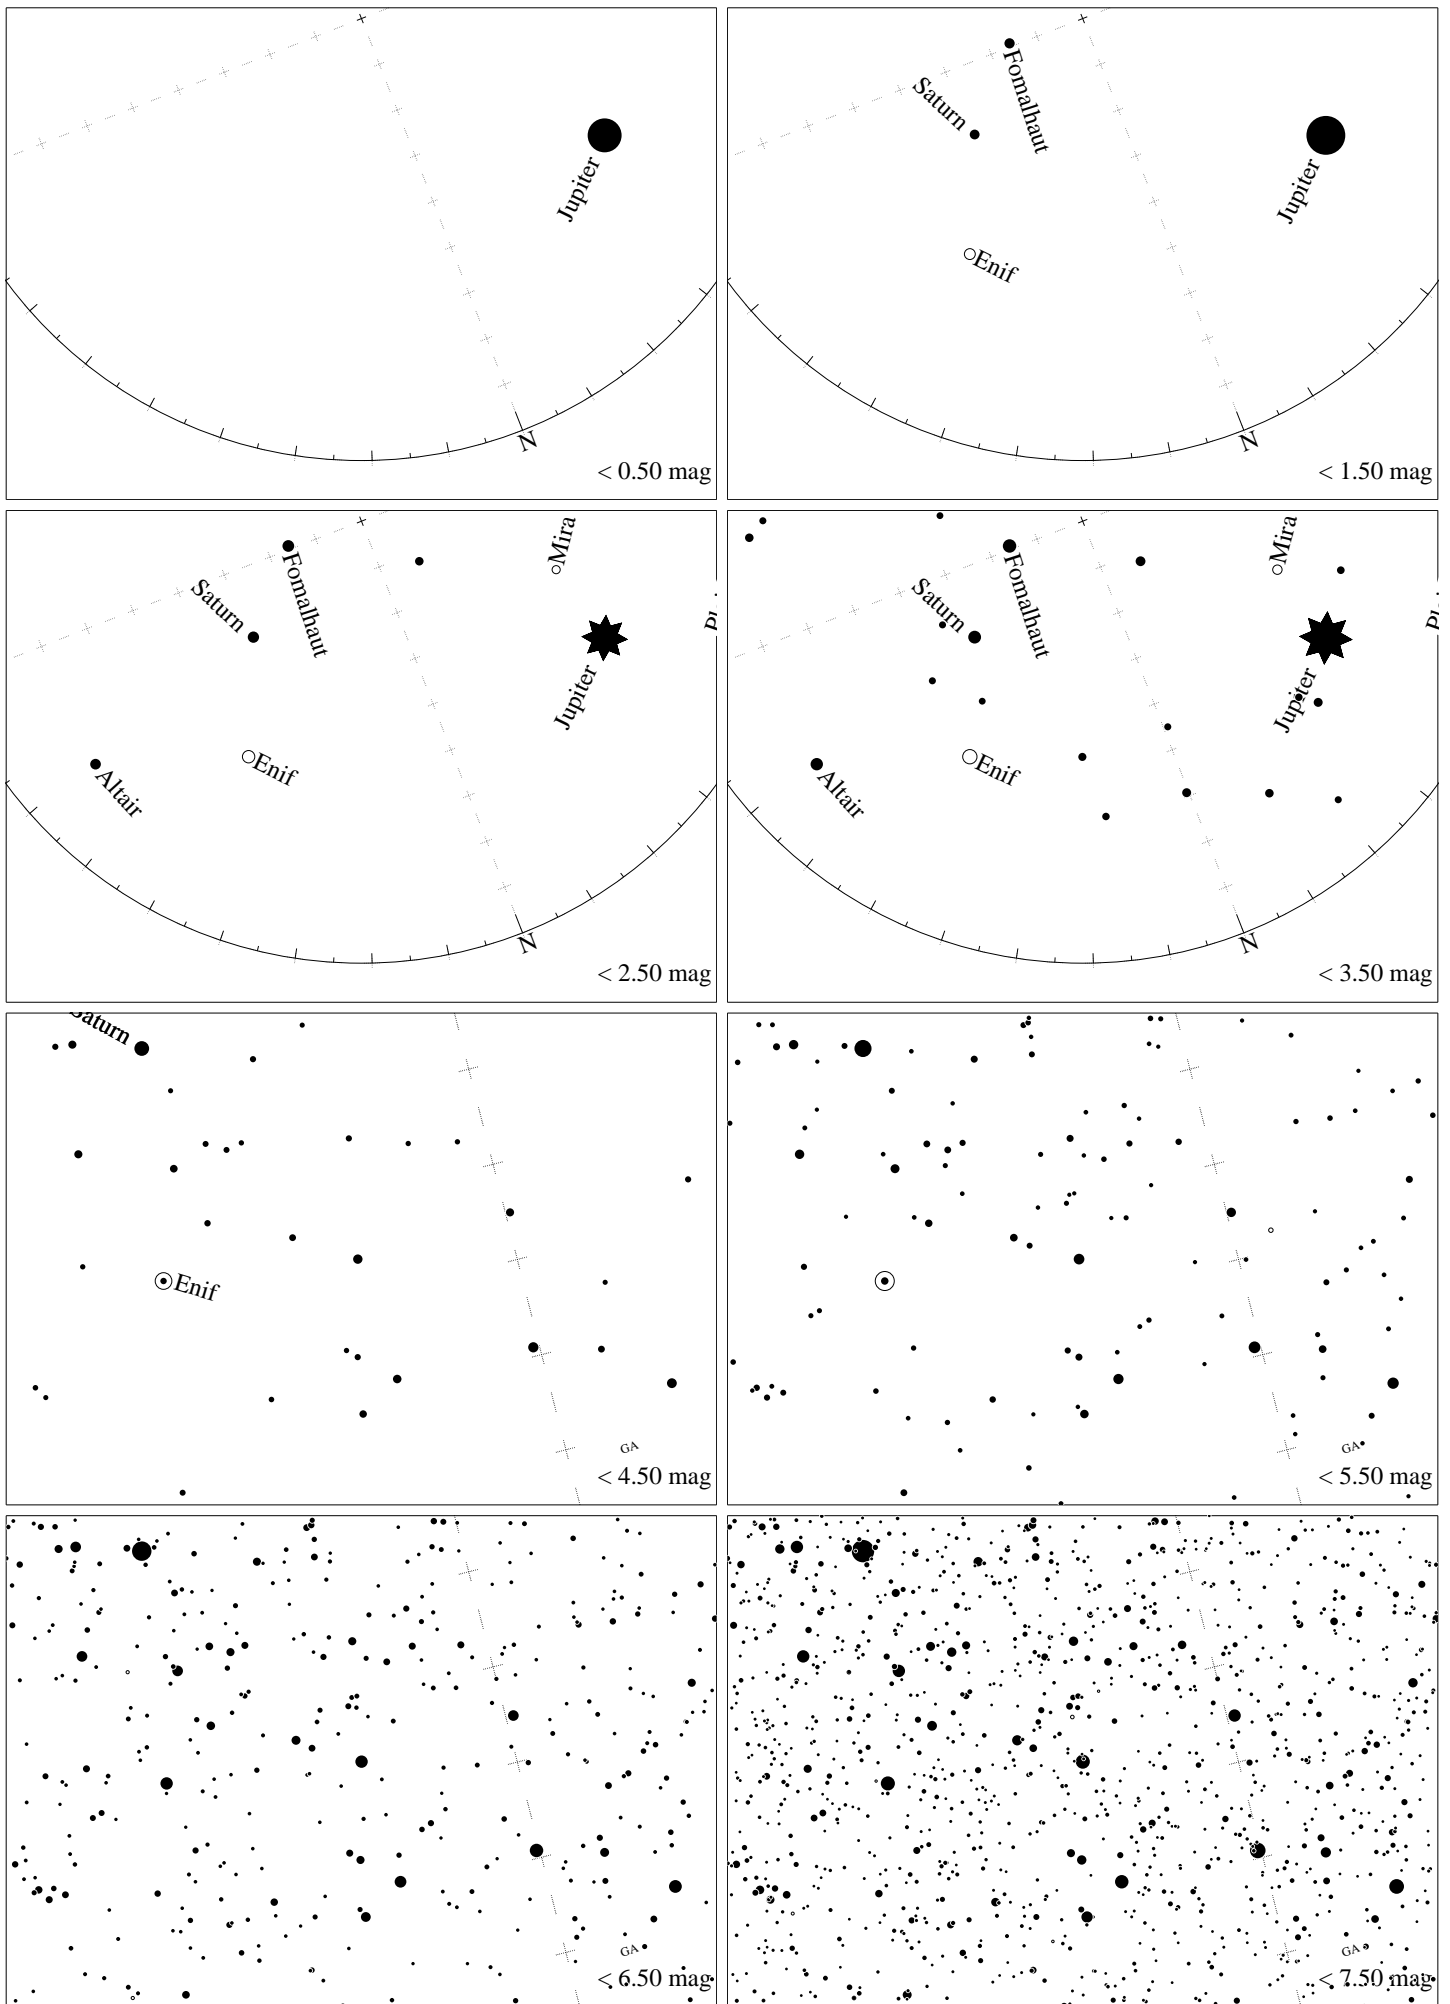 Jupiter
N
< 0.50 mag
Fomalhaut
Saturn
Jupiter
Enif
N
< 1.50 mag
Mira
Fomalhaut
Saturn
Jupiter
Enif
Altair
N
< 2.50 mag
Mira
Fomalhaut
Saturn
Jupiter
Enif
Altair
N
< 3.50 mag
Saturn
Enif
GA
< 4.50 mag
GA
< 5.50 mag
GA
< 6.50 mag
GA
< 7.50 mag